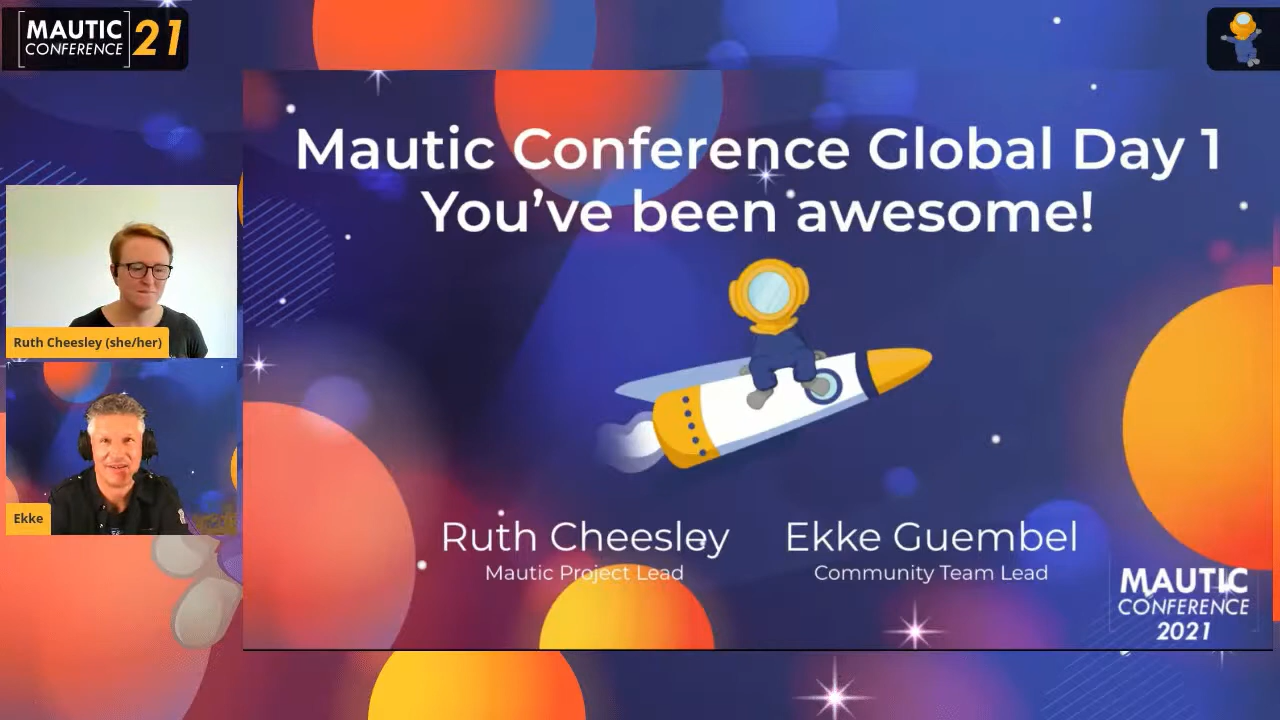 MAUTIC
CONFERENCE
21
Mautic Conference Global Day 1
You've been awesome!
Ruth Cheesley (she/her)
Ekke
Ruth Cheesley
Mautic Project Lead
Ekke Guembel
Community Team Lead
MAUTIC
CONFERENCE
2021